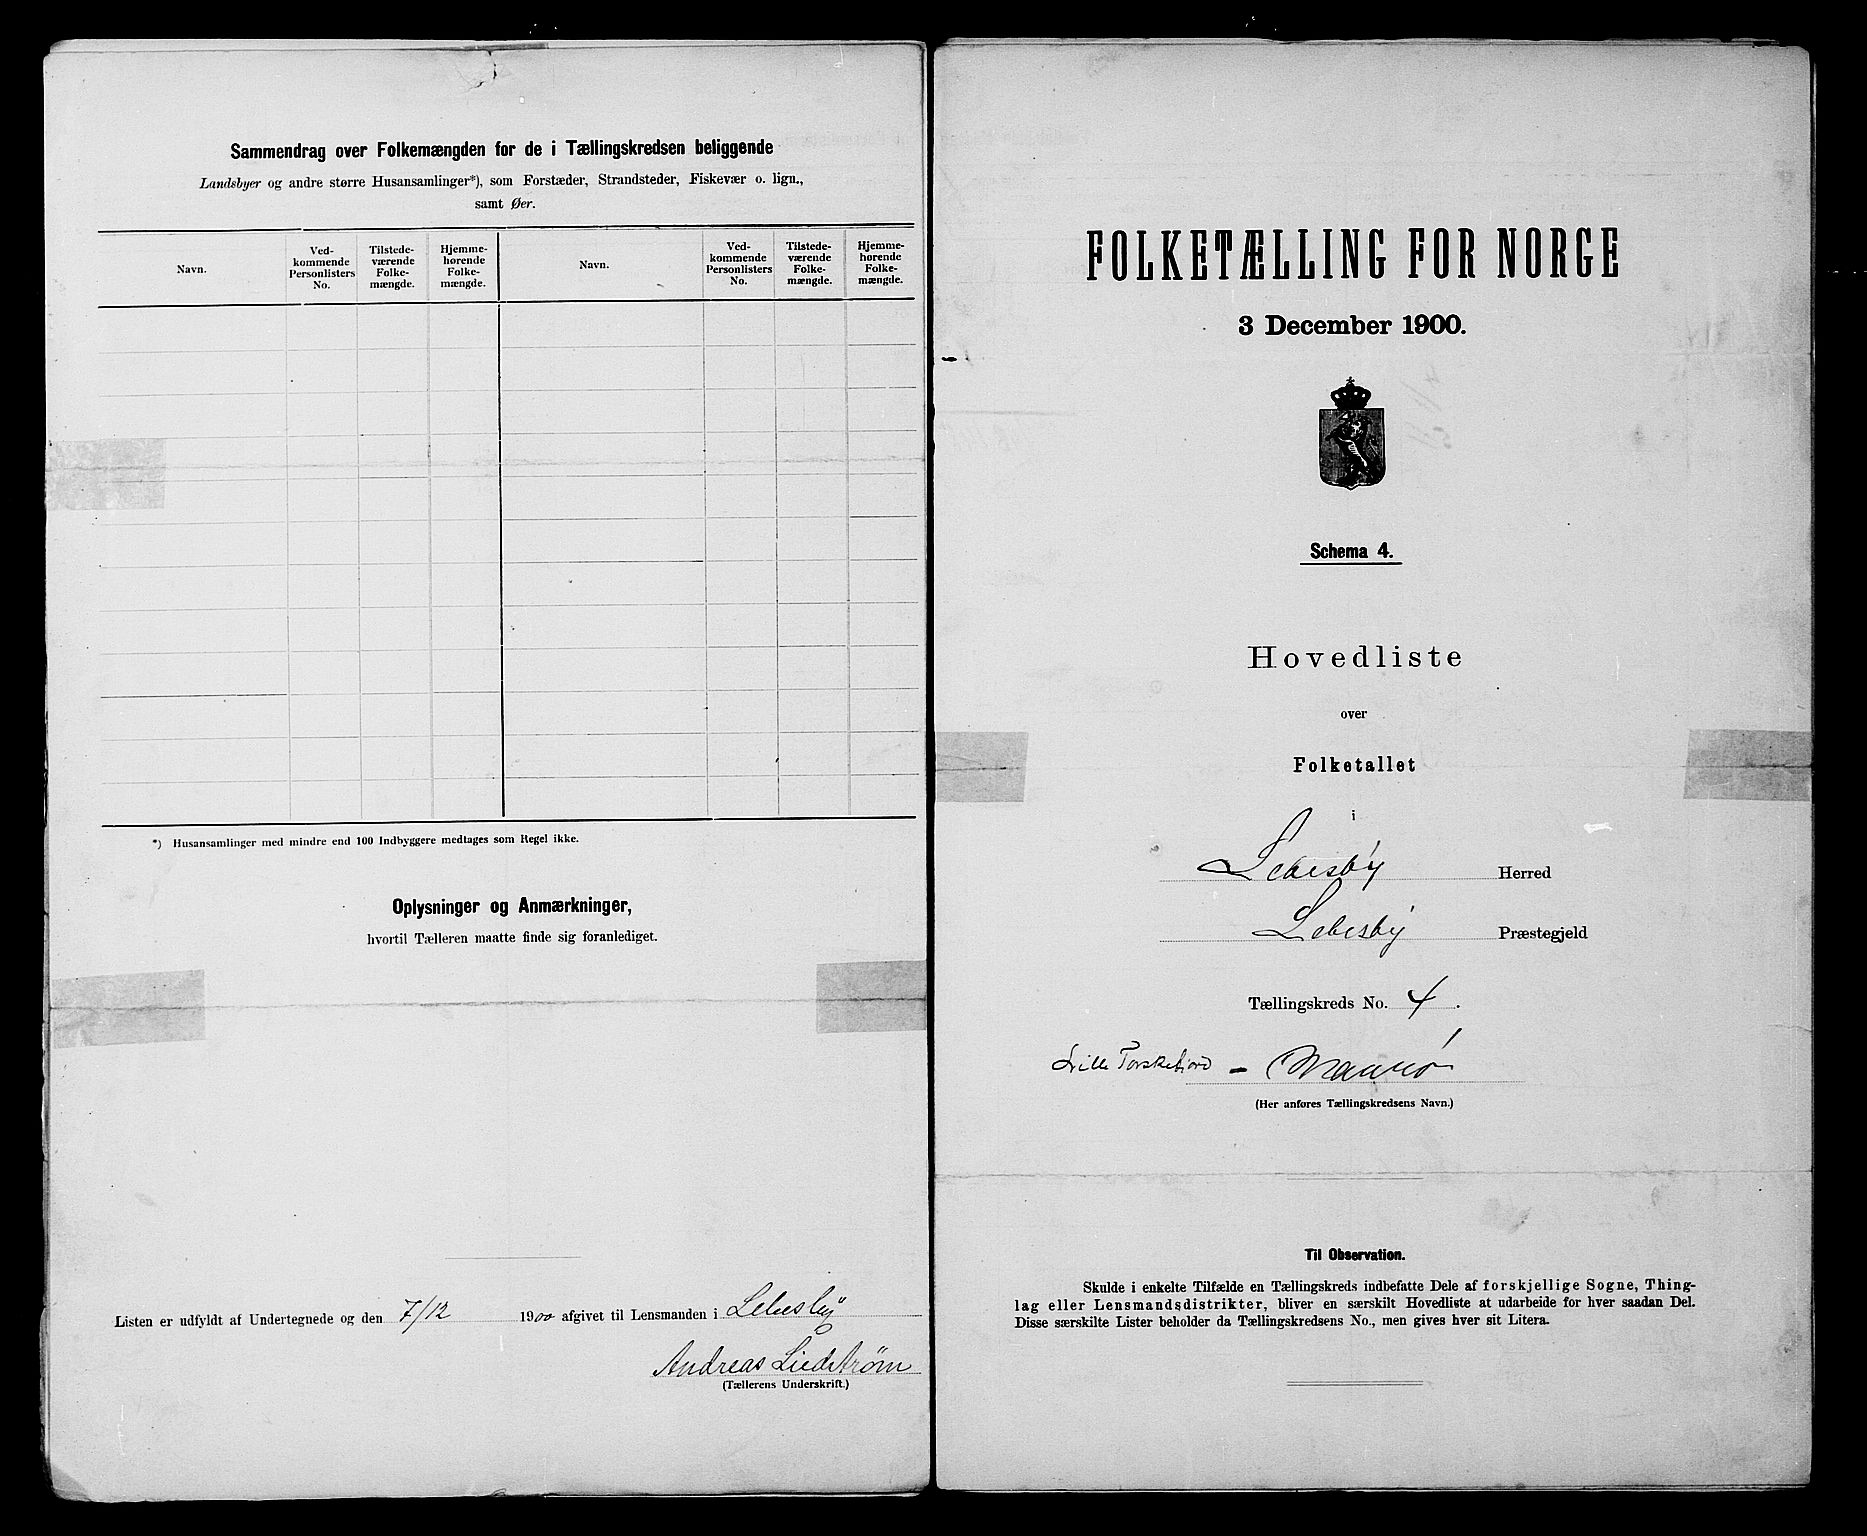 Sammendrag over Folkemængden for de i Tællingskredsen beliggende
Landsbyer og andre større Husansamlinger*), som Forstæder, Strandsteder, Fiskevær o. lign.,
samt Øer.
Navn.
Ved-
kommende
Personlisters
No.
Tilstede-
værende
Folke-
mængde.
Hjemme-
hørende
Folke-
mængde.
Navn.
Ved-
kommende
Personlisters
No.
Tilstede-
værende
Folke-
mængde.
Hjemme-
hørende
Folke-
mængde.
*) Husansamlinger med mindre end 100 Indbyggere medtages som Regel ikke.
Oplysninger og Anmærkninger,
hvortil Tælleren maatte finde sig foranlediget.
Listen er udfyldt af Undertegnede og den 7/12 1900 afgivet til Lensmanden i Lebesby
Andreas Liedstrøm
(Tællerens Underskrift.)
FOLKETÆLLING FOR NORGE
3 December 1900.
Schema 4.
Hovedliste
over
Folketallet
i
Lebesby Herred
Lebesby Præstegjeld
Tællingskreds No. 4.
Lille Torskefjord -
(Her anføres Tællingskredsens Navn.)
Til Observation.
Skulde i enkelte Tilfælde en Tællingskreds indbefatte Dele af forskjellige Sogne, Thing-
lag eller Lensmandsdistrikter, bliver en særskilt Hovedliste at udarbeide for hver saadan Del.
Disse særskilte Lister beholder da Tællingskredsens No., men gives hver sit Litera.